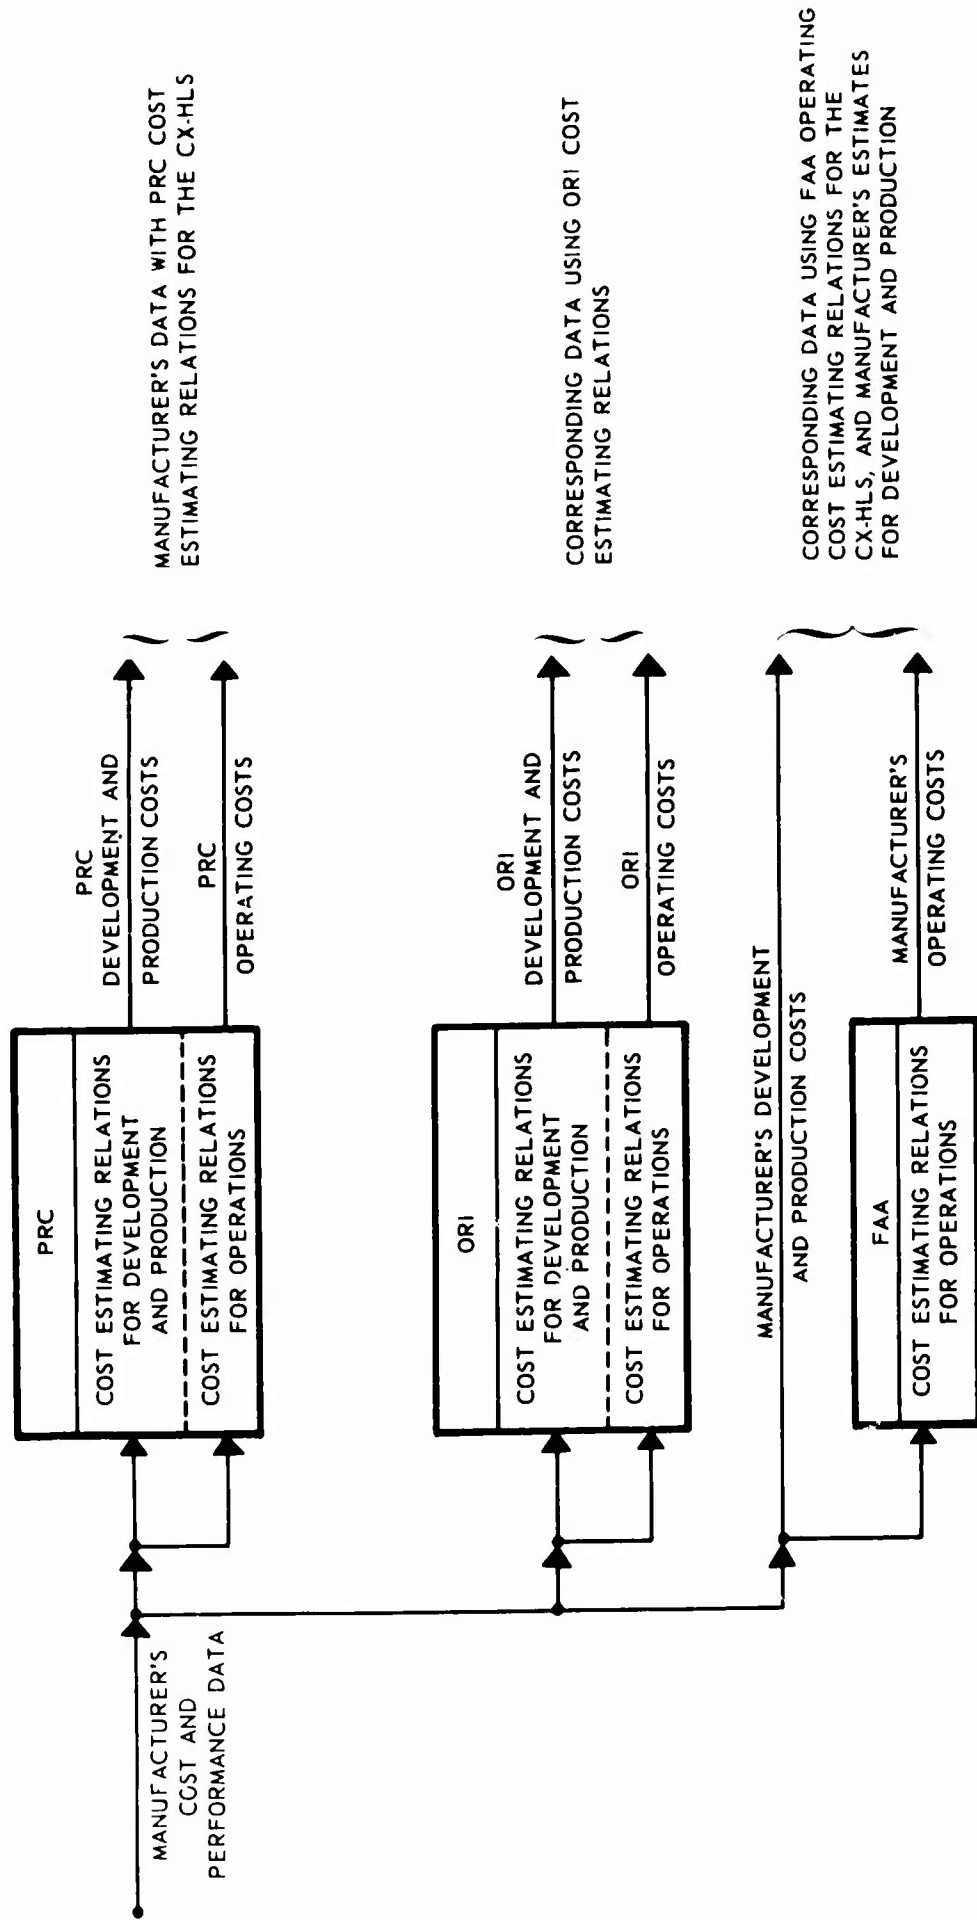 MANUFACTURER'S
COST AND
PERFORMANCE DATA
PRC
COST ESTIMATING RELATIONS
FOR DEVELOPMENT
AND PRODUCTION
COST ESTIMATING RELATIONS
FOR OPERATIONS
PRC
DEVELOPMENT AND
PRODUCTION COSTS
PRC
OPERATING COSTS
MANUFACTURER'S DATA WITH PRC COST
ESTIMATING RELATIONS FOR THE CX-HLS
ORI
COST ESTIMATING RELATIONS
FOR DEVELOPMENT
AND PRODUCTION
COST ESTIMATING RELATIONS
FOR OPERATIONS
ORI
DEVELOPMENT AND
PRODUCTION COSTS
ORI
OPERATING COSTS
CORRESPONDING DATA USING ORI COST
ESTIMATING RELATIONS
MANUFACTURER'S DEVELOPMENT
AND PRODUCTION COSTS
FAA
COST ESTIMATING RELATIONS
FOR OPERATIONS
MANUFACTURER'S
OPERATING COSTS
CORRESPONDING DATA USING FAA OPERATING
COST ESTIMATING RELATIONS FOR THE
CX-HLS, AND MANUFACTURER'S ESTIMATES
FOR DEVELOPMENT AND PRODUCTION